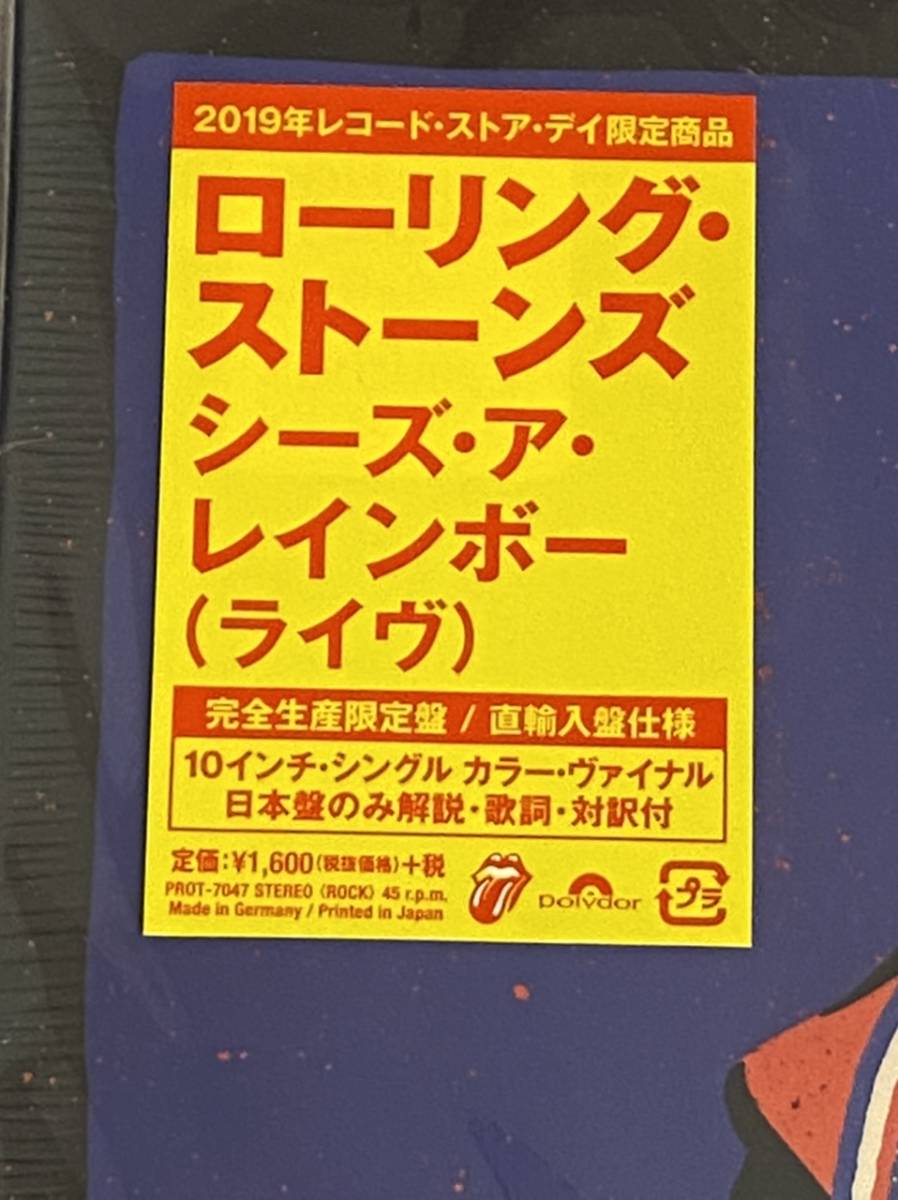 2019年レコード・ストア・デイ限定商品
ローリング・
ストーンズ
シーズ・ア・
レインボー
(ライヴ)
完全生産限定盤 / 直輸入盤仕様
10インチ・シングル カラー・ヴァイナル
日本盤のみ解説・歌詞・対訳付
定価:¥1,600(税抜価格)+税
PROT-7047 STEREO〈ROCK〉45 r.p.m.
Made in Germany / Printed in Japan
polydor
プラ